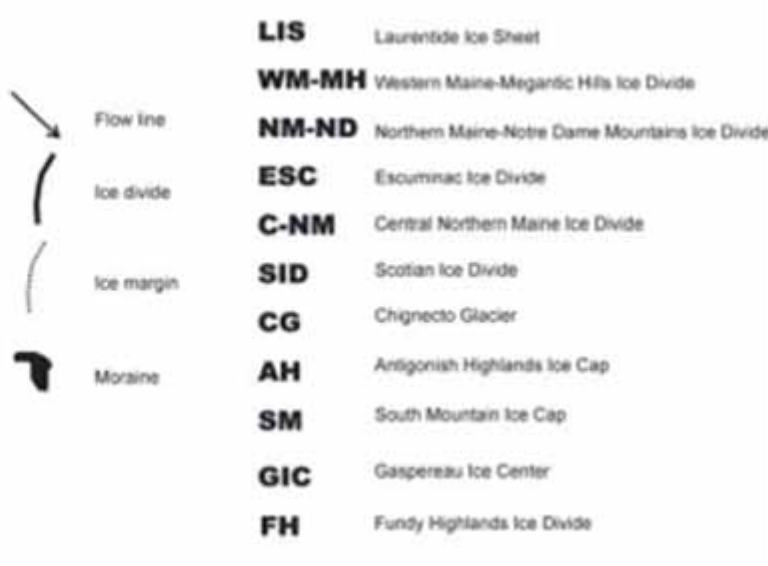 Flow line
Ice divide
Ice margin
Moraine
LIS Laurentide Ice Sheet
WM-MH Western Maine-Megantic Hills Ice Divide
NM-ND Northern Maine-Notre Dame Mountains Ice Divide
ESC Escuminac Ice Divide
C-NM Central Northern Maine Ice Divide
SID Scotian Ice Divide
CG Chignecto Glacier
AH Antigonish Highlands Ice Cap
SM South Mountain Ice Cap
GIC Gaspereau Ice Center
FH Fundy Highlands Ice Divide